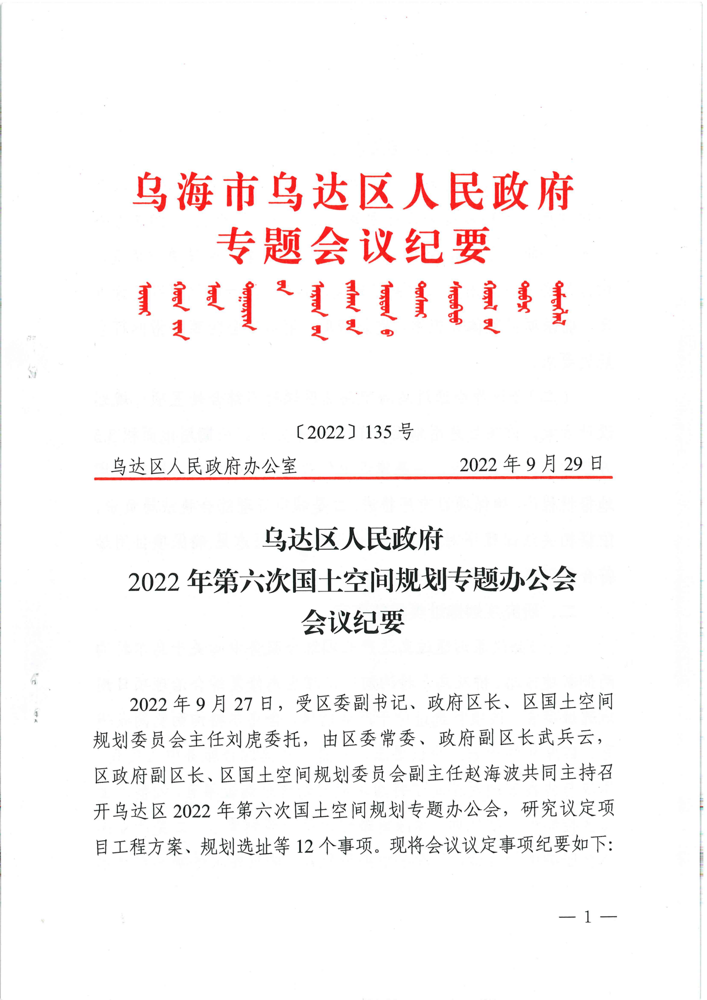 乌海市乌达区人民政府
专题会议纪要
〔2022〕135 号
乌达区人民政府办公室 2022 年 9 月 29 日
乌达区人民政府
2022 年第六次国土空间规划专题办公会
会议纪要
2022 年 9 月 27 日，受区委副书记、政府区长、区国土空间
规划委员会主任刘虎委托，由区委常委、政府副区长武兵云，
区政府副区长、区国土空间规划委员会副主任赵海波共同主持召
开乌达区 2022 年第六次国土空间规划专题办公会，研究议定项
目工程方案、规划选址等 12 个事项。现将会议议定事项纪要如下：
— 1 —